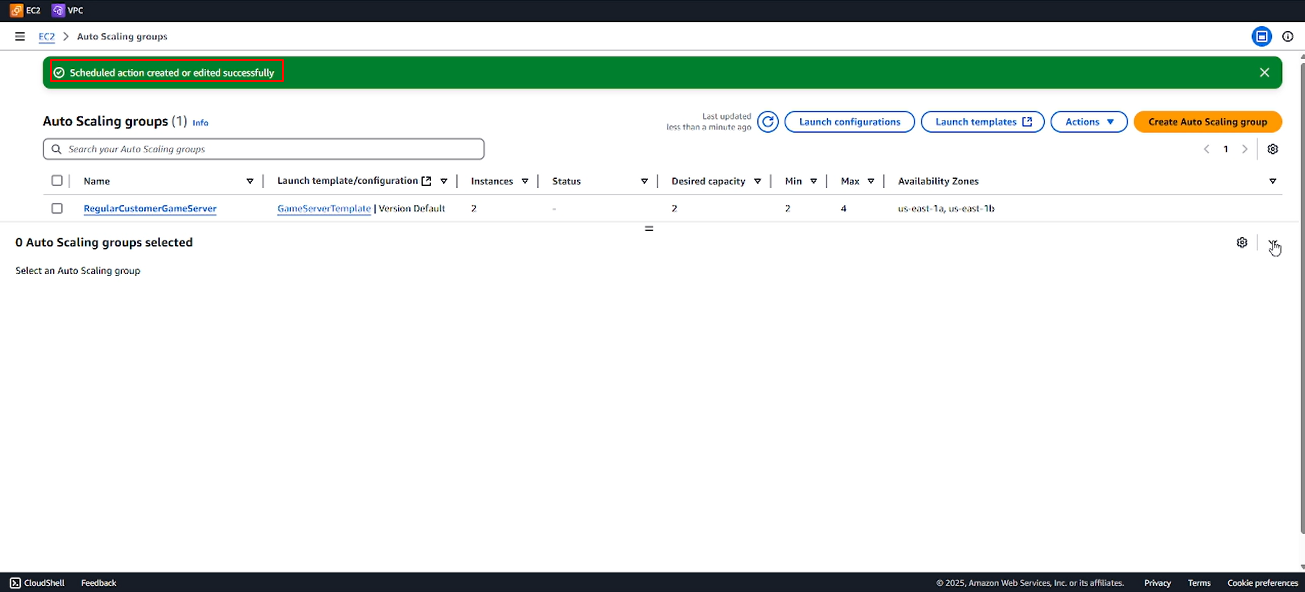 EC2 VPC
EC2 > Auto Scaling groups
Scheduled action created or edited successfully
Auto Scaling groups (1) Info
Last updated
less than a minute ago
Launch configurations Launch templates Actions Create Auto Scaling group
Search your Auto Scaling groups
1
Name Launch template/configuration Instances Status Desired capacity Min Max Availability Zones
RegularCustomerGameServer GameServerTemplate | Version Default 2 - 2 2 4 us-east-1a, us-east-1b
0 Auto Scaling groups selected
Select an Auto Scaling group
CloudShell Feedback © 2025, Amazon Web Services, Inc. or its affiliates. Privacy Terms Cookie preferences